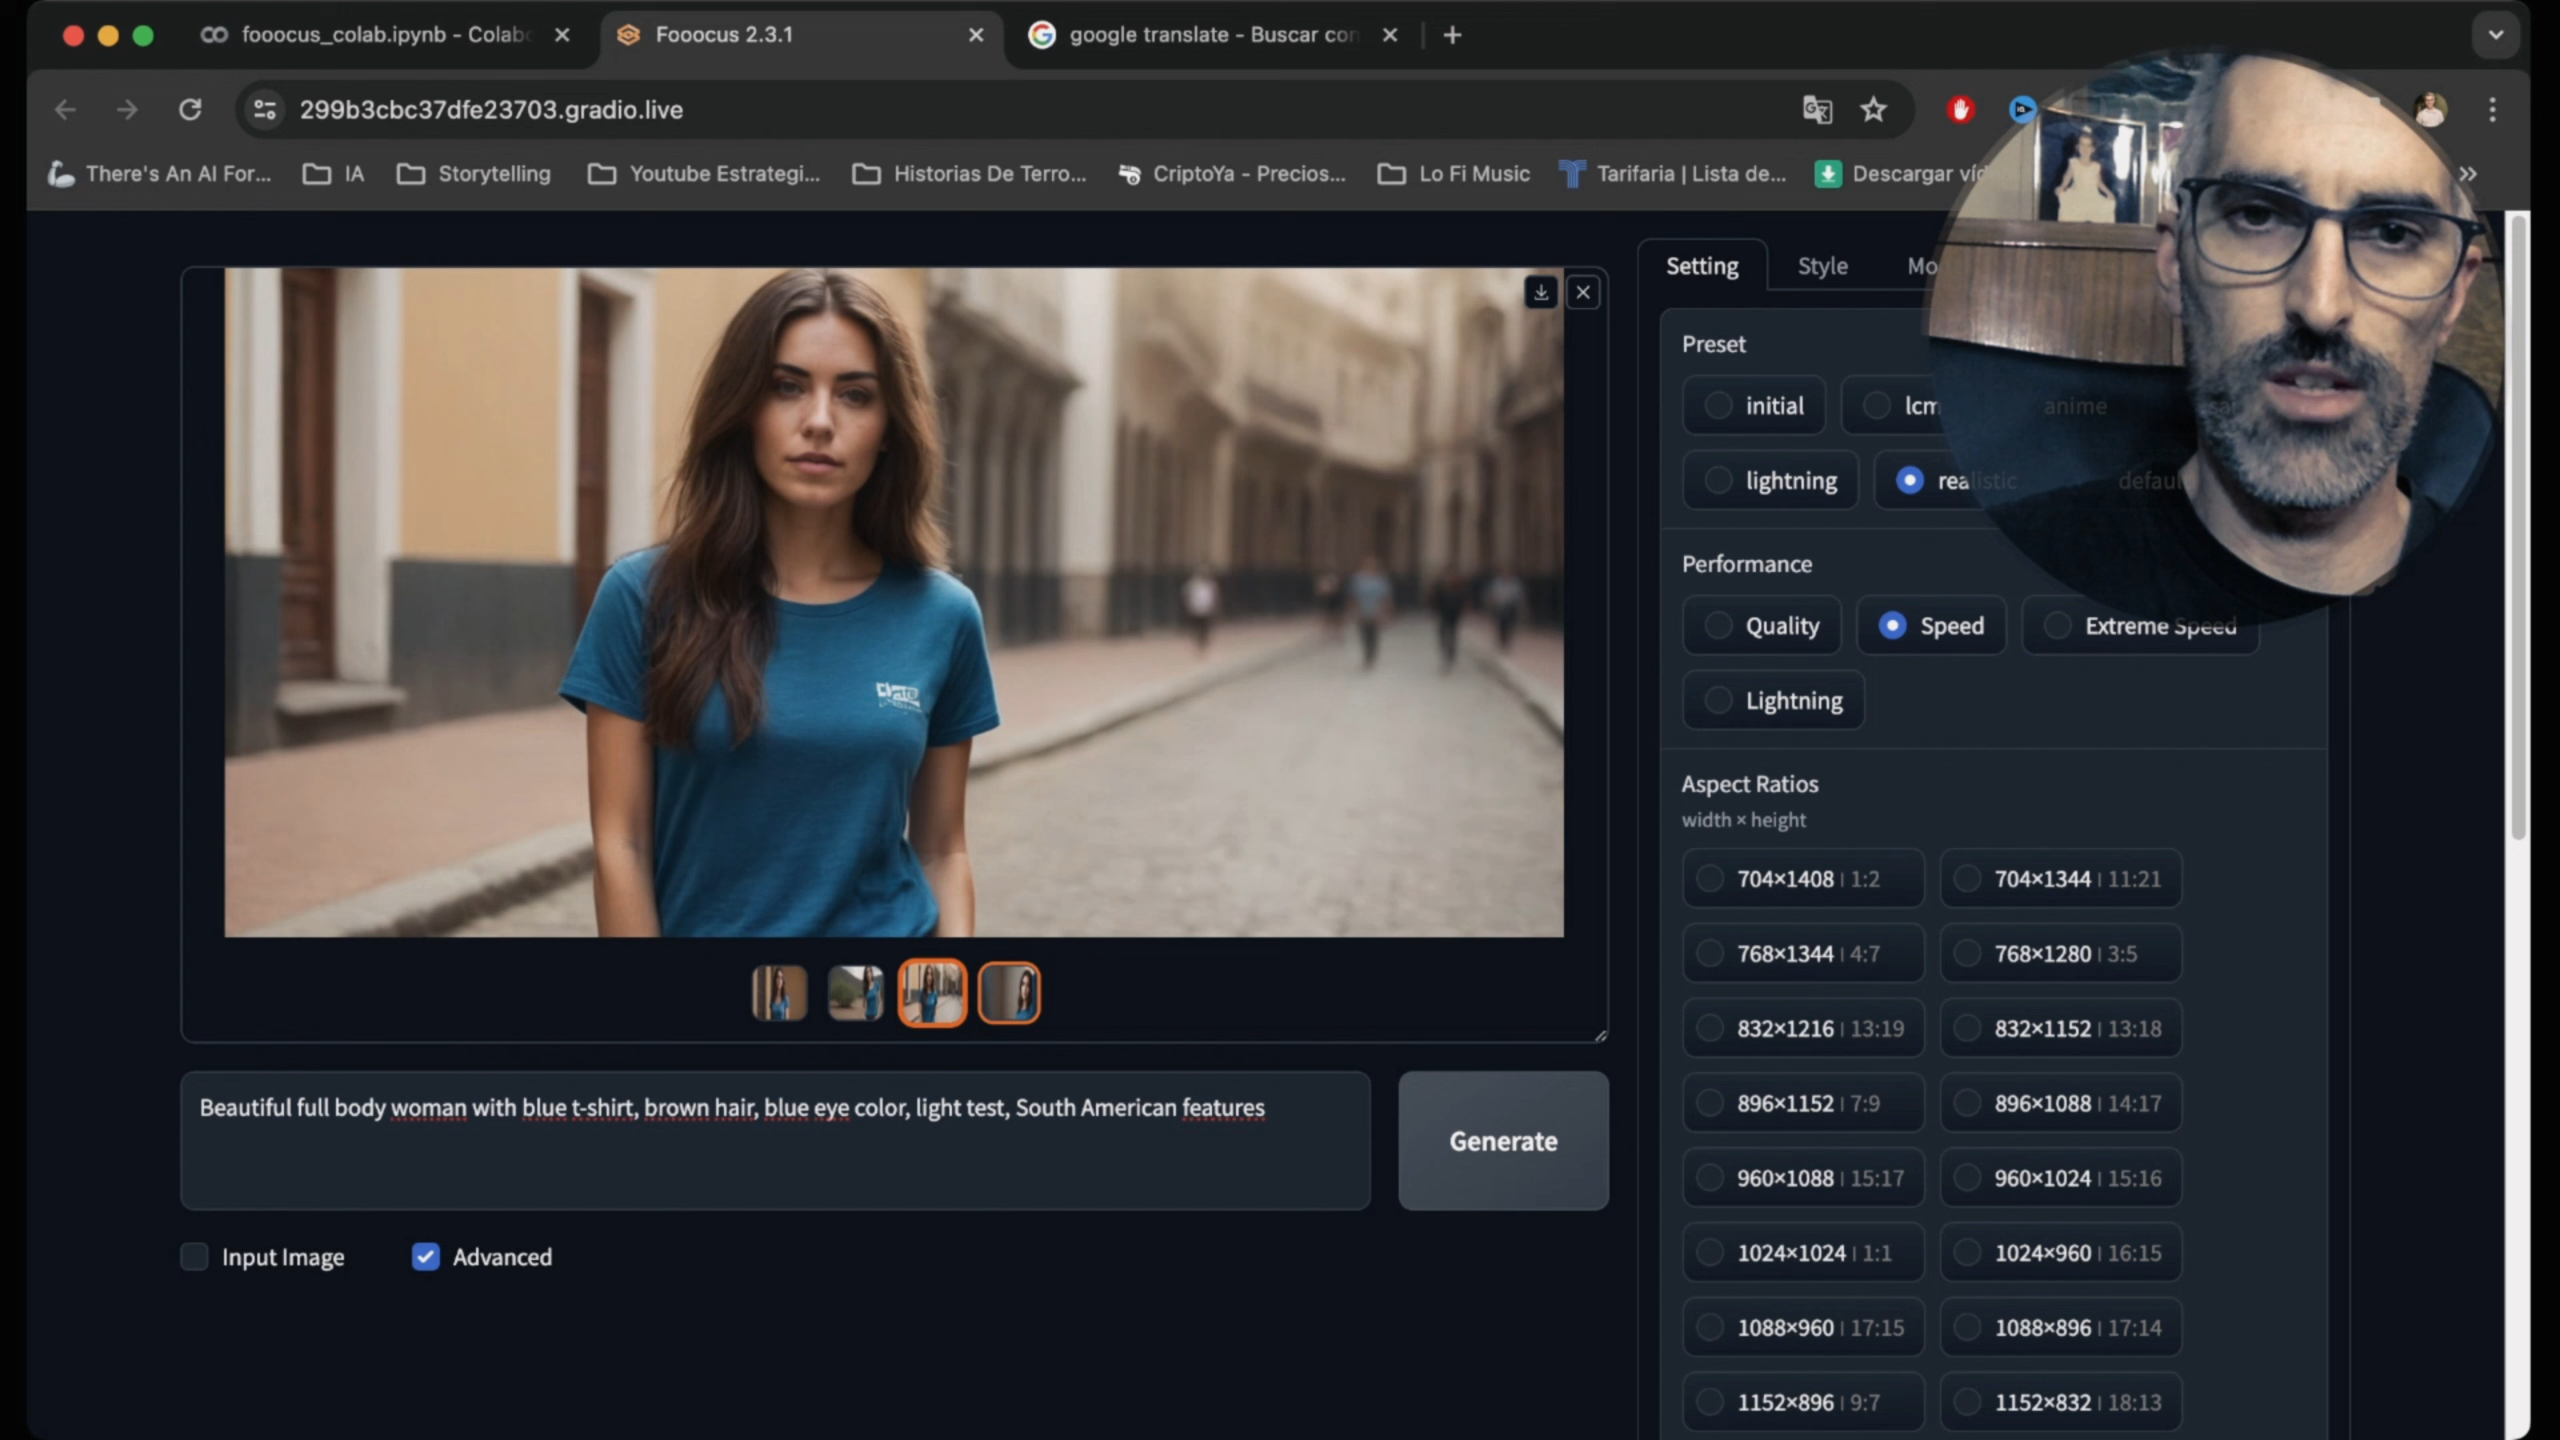 fooocus_colab.ipynb - Colab
Fooocus 2.3.1
google translate - Buscar con
299b3cbc37dfe23703.gradio.live
There's An AI For...
IA
Storytelling
Youtube Estrategi...
Historias De Terro...
CriptoYa - Precios...
Lo Fi Music
Tarifaria | Lista de...
Descargar víd
Setting
Style
Mo
Preset
initial
lcm
anime
lightning
realistic
default
Performance
Quality
Speed
Extreme Speed
Lightning
Aspect Ratios
width × height
704×1408 | 1:2
704×1344 | 11:21
768×1344 | 4:7
768×1280 | 3:5
832×1216 | 13:19
832×1152 | 13:18
896×1152 | 7:9
896×1088 | 14:17
960×1088 | 15:17
960×1024 | 15:16
1024×1024 | 1:1
1024×960 | 16:15
1088×960 | 17:15
1088×896 | 17:14
1152×896 | 9:7
1152×832 | 18:13
Beautiful full body woman with blue t-shirt, brown hair, blue eye color, light test, South American features
Generate
Input Image
Advanced